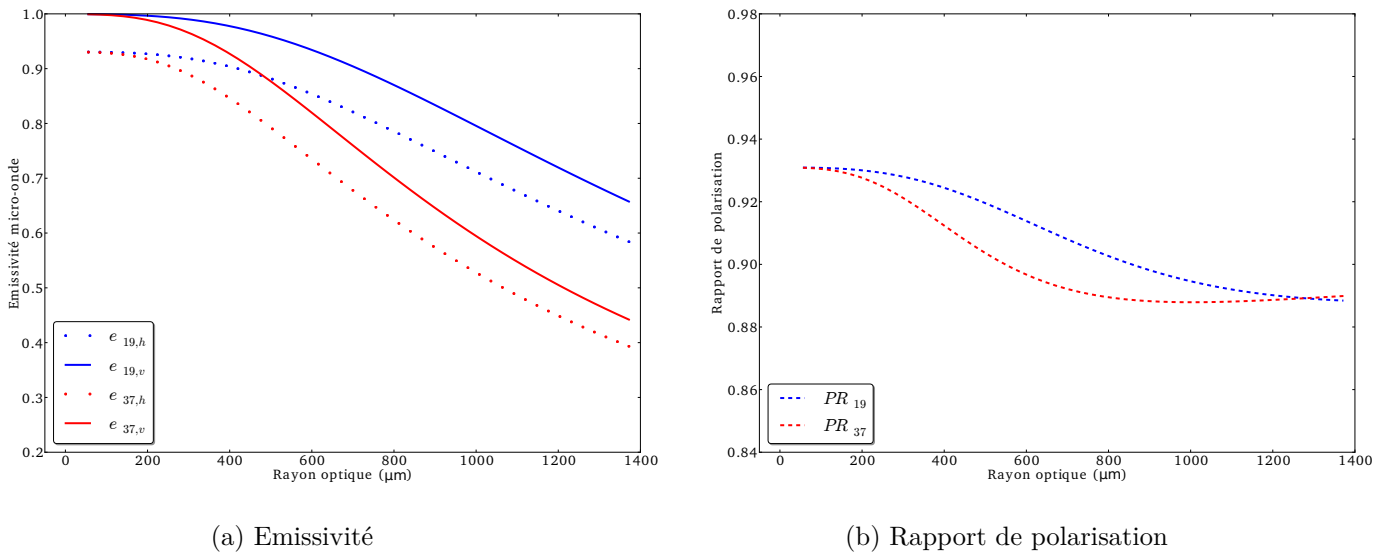 1.0
0.9
0.8
0.7
0.6
0.5
0.4
0.3
0.2
Emissivité micro-onde
e 19,h
e 19,v
e 37,h
e 37,v
0 200 400 600 800 1000 1200 1400
Rayon optique (μm)
(a) Emissivité
0.98
0.96
0.94
0.92
0.90
0.88
0.86
0.84
Rapport de polarisation
PR 19
PR 37
0 200 400 600 800 1000 1200 1400
Rayon optique (μm)
(b) Rapport de polarisation